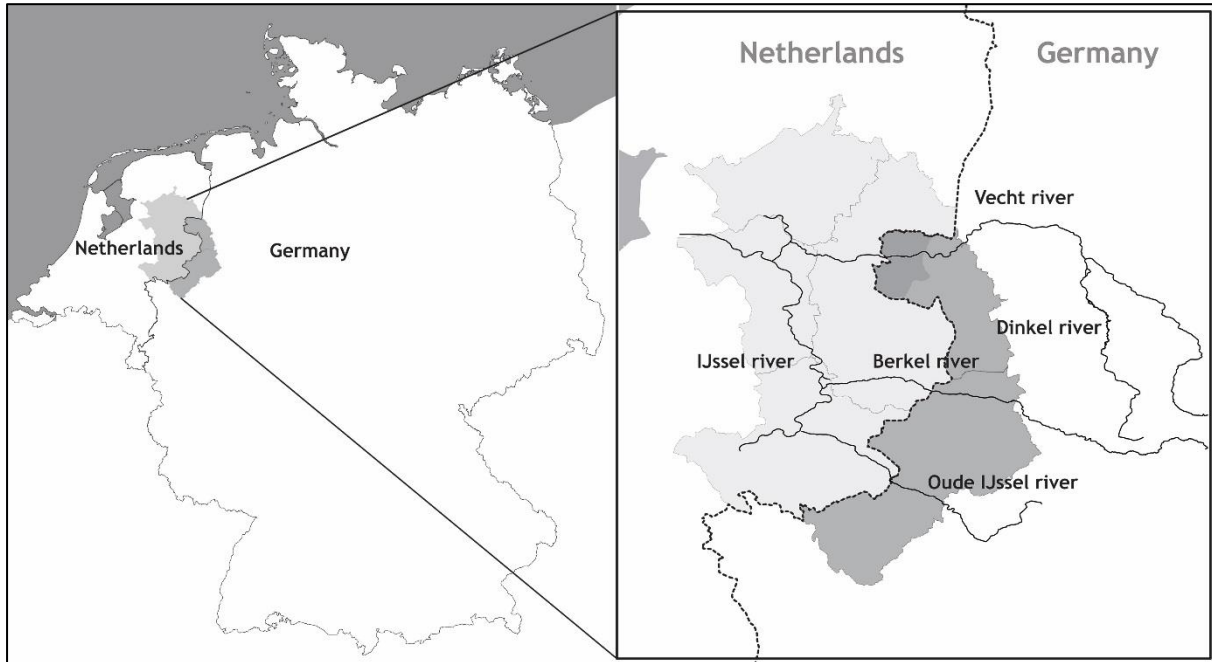 Netherlands
Germany
Netherlands
Germany
Vecht river
Dinkel river
IJssel river
Berkel river
Oude IJssel river